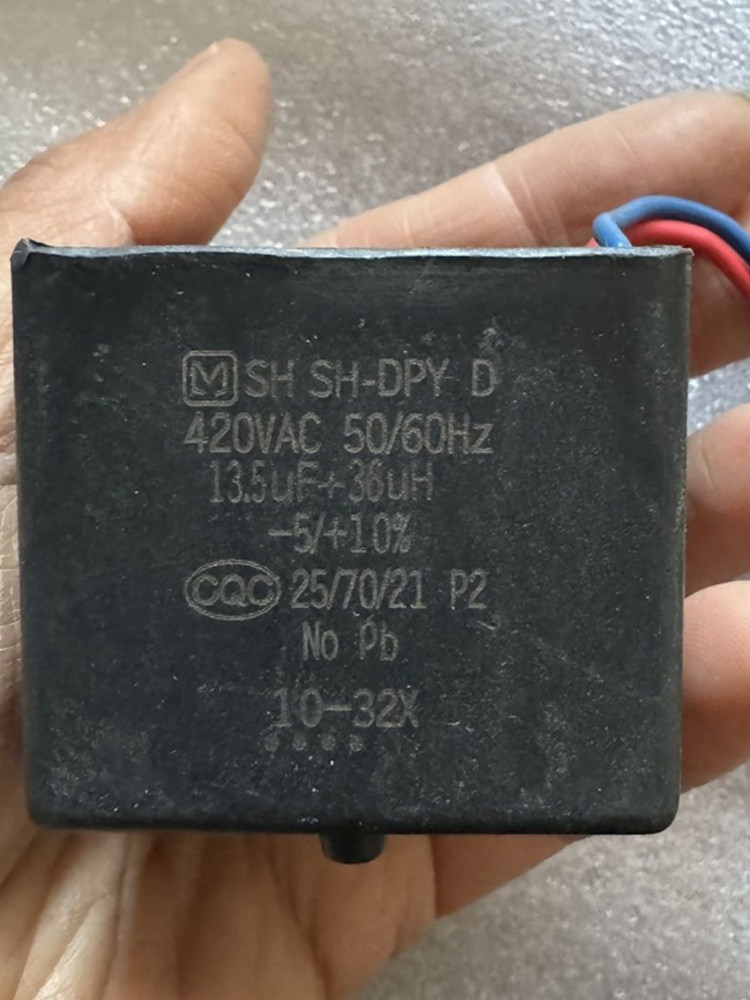 M SH SH-DPY D
420VAC 50/60Hz
13.5uF+36uH
-5/+10%
CQC 25/70/21 P2
No Pb
10-32X